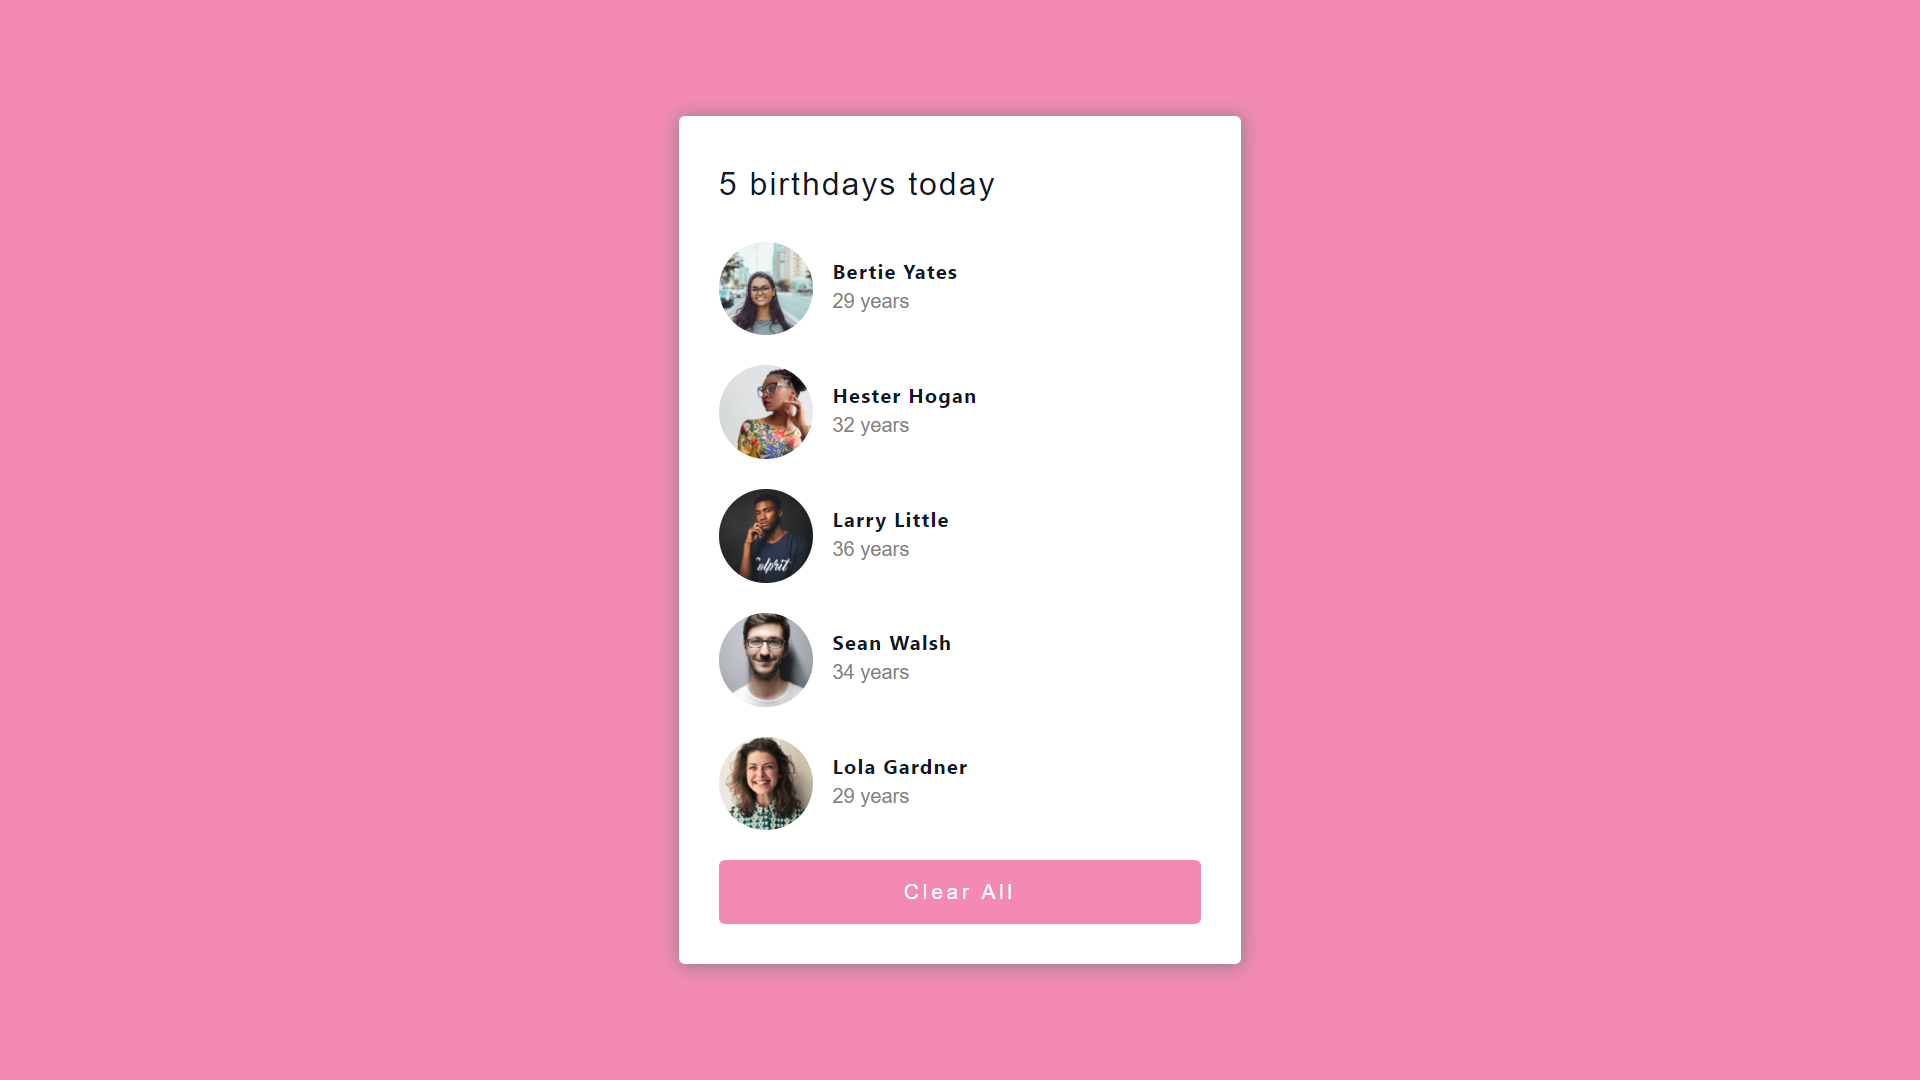 5 birthdays today
Bertie Yates
29 years
Hester Hogan
32 years
Larry Little
36 years
ulprit
Sean Walsh
34 years
Lola Gardner
29 years
Clear All